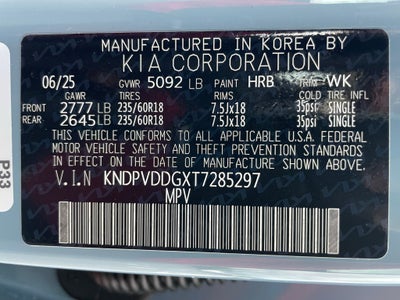 MANUFACTURED IN KOREA BY
KIA CORPORATION
06/25 GVWR 5092 LB PAINT HRB TRIM WK
GAWR TIRES RIMS COLD TIRE INFL
FRONT 2777 LB 235/60R18 7.5Jx18 35psi SINGLE
REAR 2645 LB 235/60R18 7.5Jx18 35psi SINGLE
THIS VEHICLE CONFORMS TO ALL APPLICABLE U.S.A. FEDERAL
MOTOR VEHICLE SAFETY AND THEFT PREVENTION STANDARDS
IN EFFECT ON THE DATE OF MANUFACTURE SHOWN ABOVE.
V.I.N KNDPVDDGXT7285297
MPV
P33